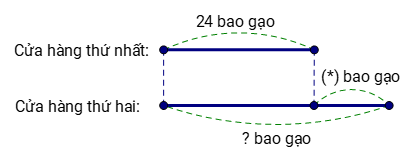 24 bao gạo
Cửa hàng thứ nhất:
(*) bao gạo
Cửa hàng thứ hai:
? bao gạo